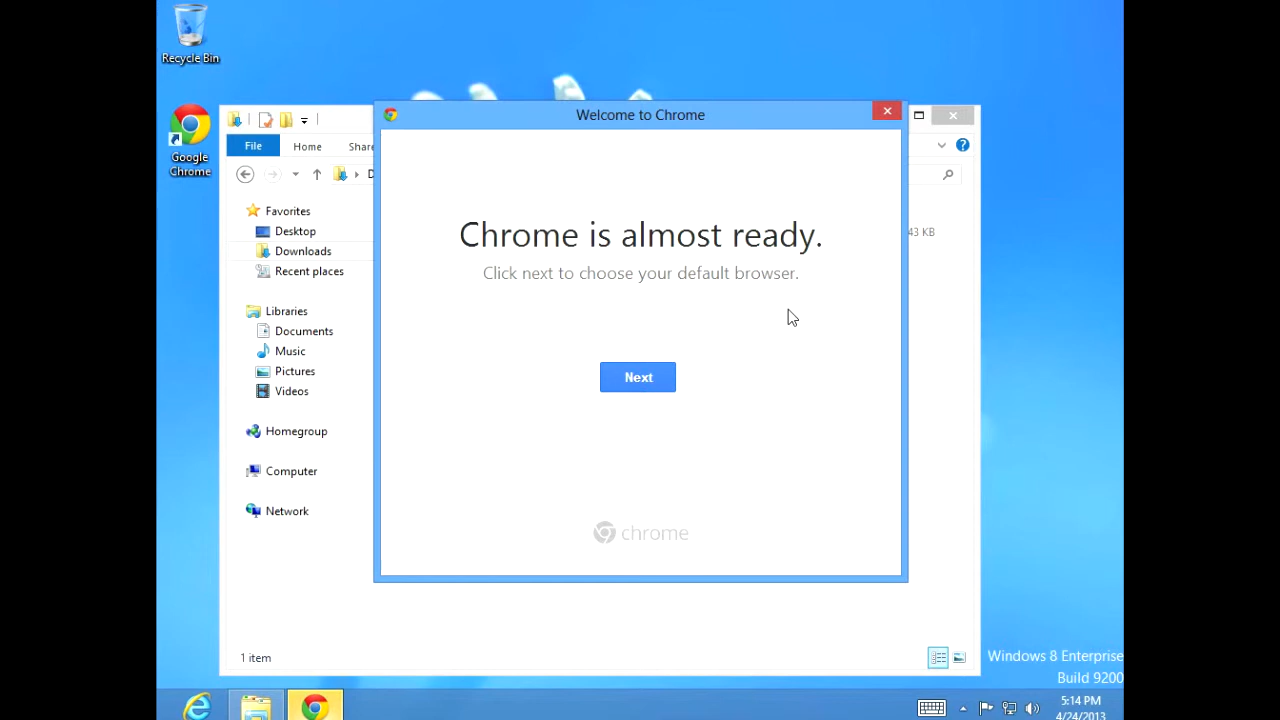 Recycle Bin
Google
Chrome
Welcome to Chrome
File
Home
Share
D
43 KB
Favorites
Desktop
Downloads
Recent places
Libraries
Documents
Music
Pictures
Videos
Homegroup
Computer
Network
Chrome is almost ready.
Click next to choose your default browser.
Next
chrome
1 item
Windows 8 Enterprise
Build 9200
5:14 PM
4/24/2013